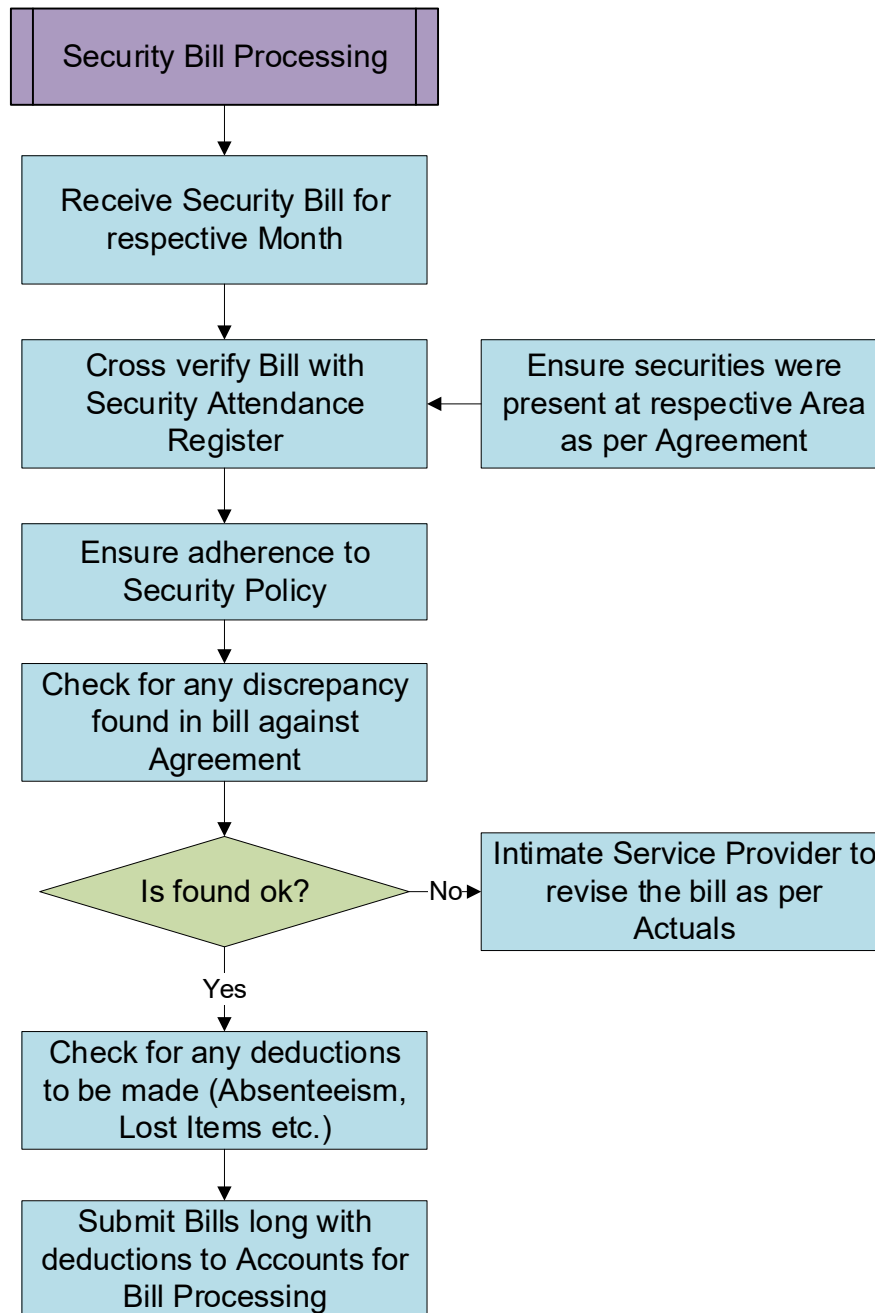 Security Bill Processing
Receive Security Bill for
respective Month
Cross verify Bill with
Security Attendance
Register
Ensure securities were
present at respective Area
as per Agreement
Ensure adherence to
Security Policy
Check for any discrepancy
found in bill against
Agreement
Is found ok?
No
Intimate Service Provider to
revise the bill as per
Actuals
Yes
Check for any deductions
to be made (Absenteeism,
Lost Items etc.)
Submit Bills long with
deductions to Accounts for
Bill Processing